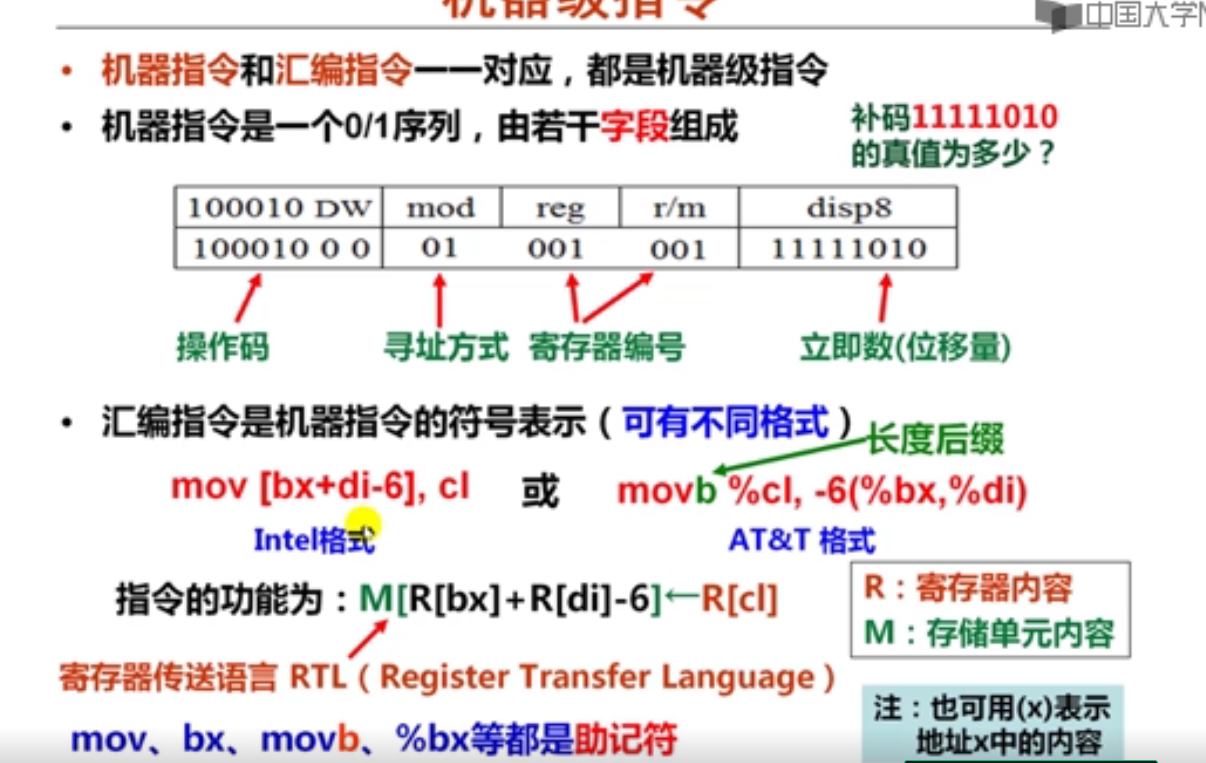 机器级指令
中国大学M
• 机器指令和汇编指令一一对应，都是机器级指令
• 机器指令是一个0/1序列，由若干字段组成
补码11111010
的真值为多少？
100010 DW mod reg r/m disp8
100010 0 0 01 001 001 11111010
操作码 寻址方式 寄存器编号 立即数(位移量)
• 汇编指令是机器指令的符号表示（可有不同格式）
长度后缀
mov [bx+di-6], cl 或 movb %cl, -6(%bx,%di)
Intel格式 AT&T 格式
指令的功能为：M[R[bx]+R[di]-6]←R[cl]
R：寄存器内容
M：存储单元内容
寄存器传送语言 RTL（Register Transfer Language）
mov、bx、movb、%bx等都是助记符
注：也可用(x)表示
地址x中的内容